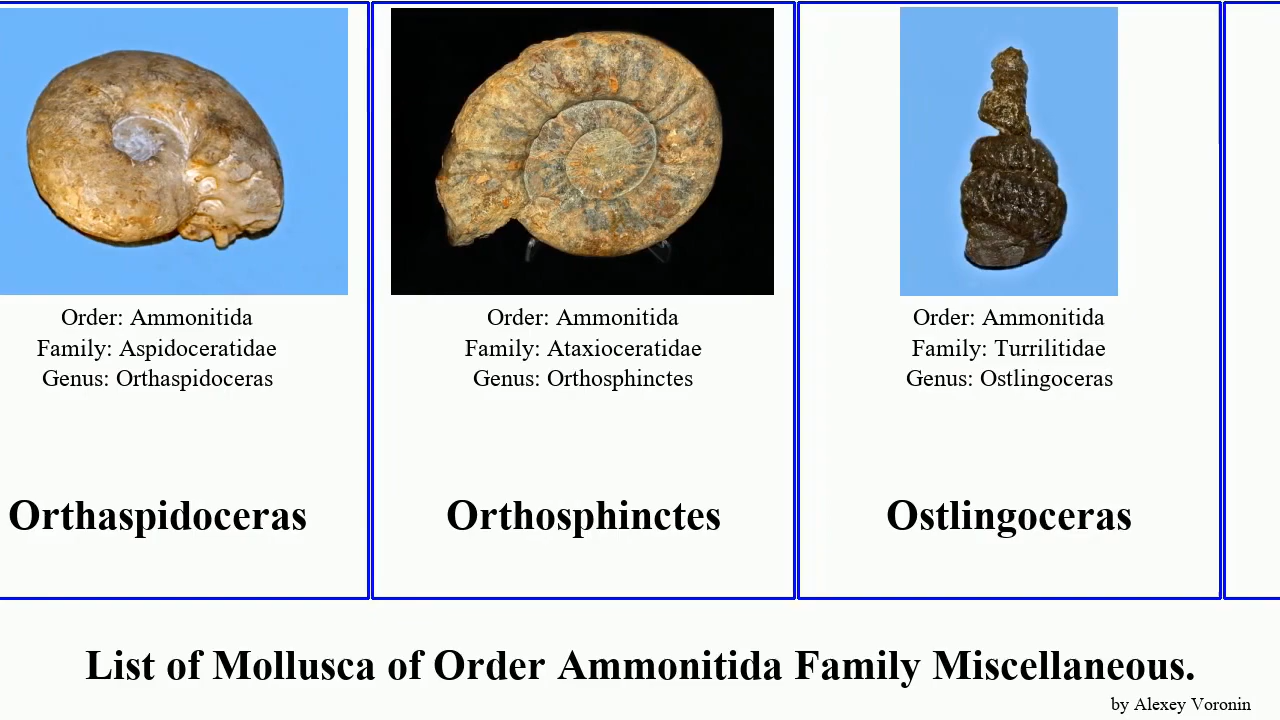 Order: Ammonitida
Family: Aspidoceratidae
Genus: Orthaspidoceras
Orthaspidoceras
Order: Ammonitida
Family: Ataxioceratidae
Genus: Orthosphinctes
Orthosphinctes
Order: Ammonitida
Family: Turrilitidae
Genus: Ostlingoceras
Ostlingoceras
List of Mollusca of Order Ammonitida Family Miscellaneous.
by Alexey Voronin